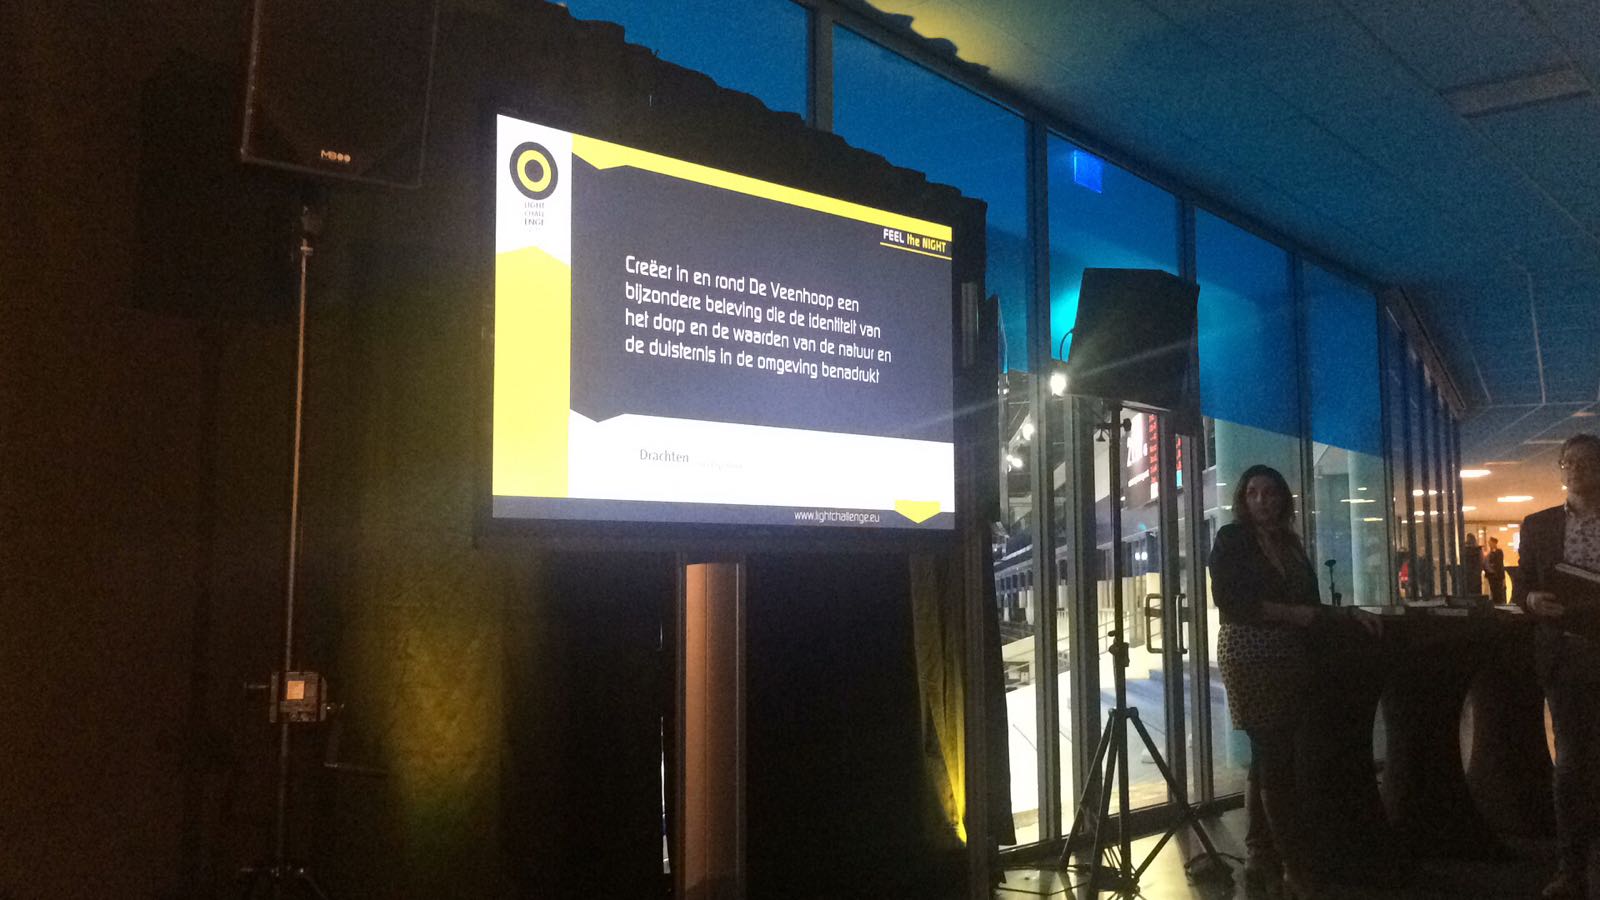 LIGHT
CHALL
ENGE
FEEL the NIGHT
Creëer in en rond De Veenhoop een
bijzondere beleving die de identiteit van
het dorp en de waarden van de natuur en
de duisternis in de omgeving benadrukt
Drachten
www.lightchallenge.eu